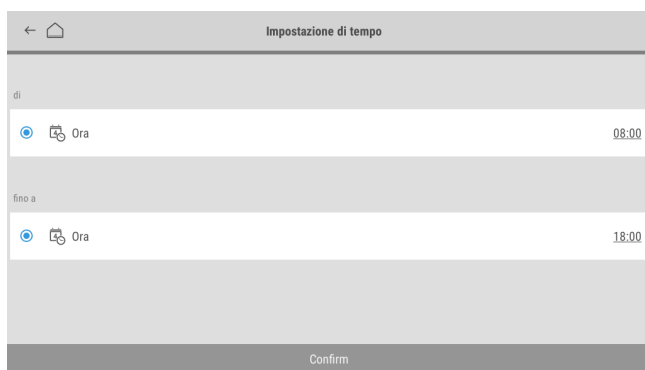 Impostazione di tempo
di
Ora 08:00
fino a
Ora 18:00
Confirm